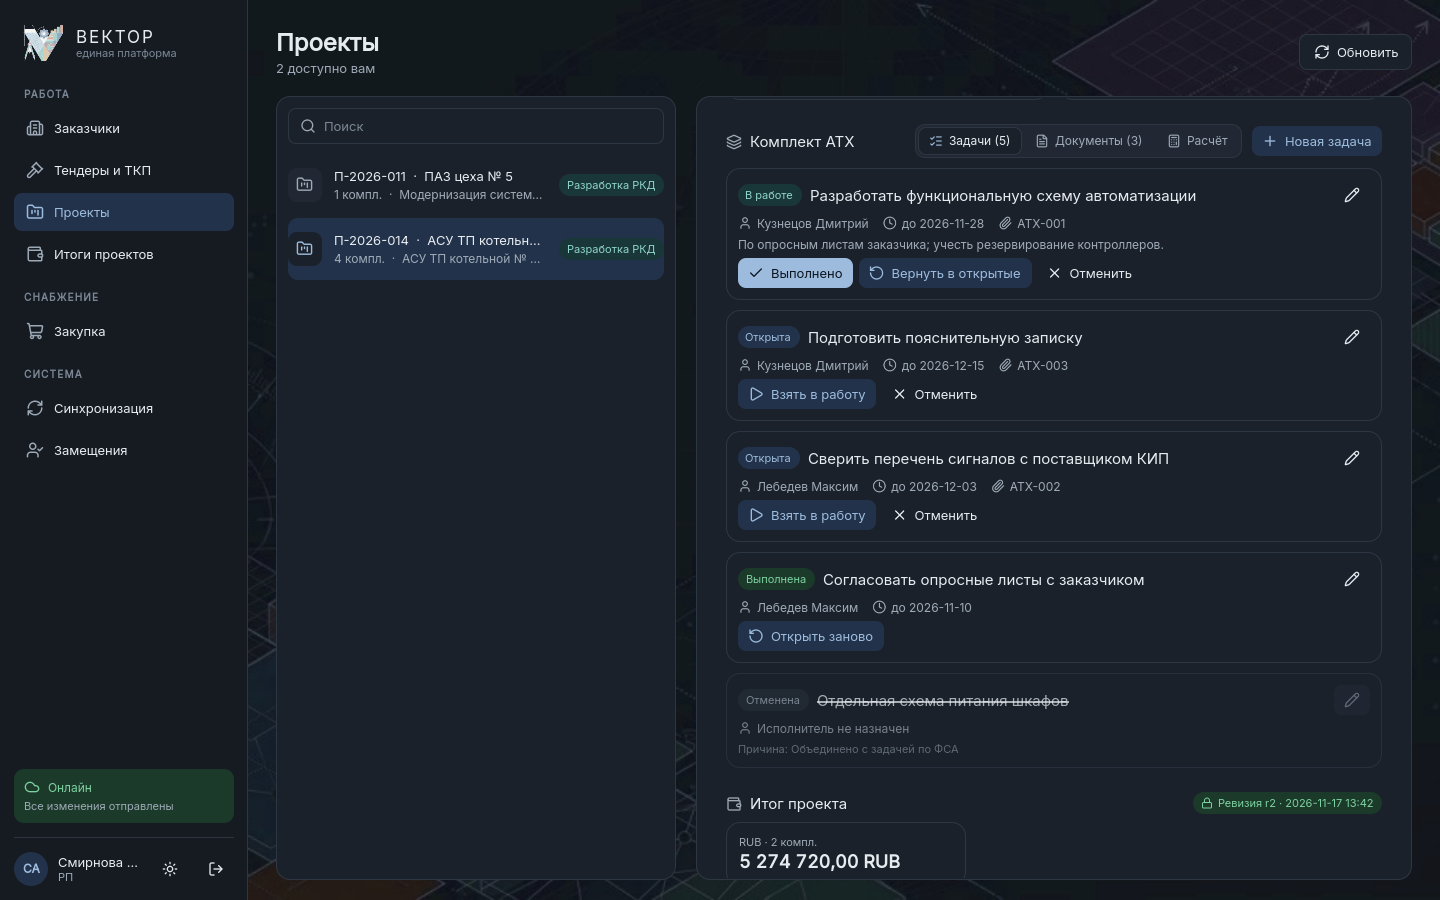 ВЕКТОР
единая платформа
РАБОТА
Заказчики
Тендеры и ТКП
Проекты
Итоги проектов
СНАБЖЕНИЕ
Закупка
СИСТЕМА
Синхронизация
Замещения
Онлайн
Все изменения отправлены
СА
Смирнова ...
РП
Проекты
2 доступно вам
Обновить
Поиск
П-2026-011 · ПАЗ цеха № 5
1 компл. · Модернизация систем...
Разработка РКД
П-2026-014 · АСУ ТП котельн...
4 компл. · АСУ ТП котельной № ...
Разработка РКД
Комплект АТХ
Задачи (5)
Документы (3)
Расчёт
Новая задача
В работе
Разработать функциональную схему автоматизации
Кузнецов Дмитрий
до 2026-11-28
АТХ-001
По опросным листам заказчика; учесть резервирование контроллеров.
Выполнено
Вернуть в открытые
Отменить
Открыта
Подготовить пояснительную записку
Кузнецов Дмитрий
до 2026-12-15
АТХ-003
Взять в работу
Отменить
Открыта
Сверить перечень сигналов с поставщиком КИП
Лебедев Максим
до 2026-12-03
АТХ-002
Взять в работу
Отменить
Выполнена
Согласовать опросные листы с заказчиком
Лебедев Максим
до 2026-11-10
Открыть заново
Отменена
Отдельная схема питания шкафов
Исполнитель не назначен
Причина: Объединено с задачей по ФСА
Итог проекта
Ревизия r2 · 2026-11-17 13:42
RUB · 2 компл.
5 274 720,00 RUB